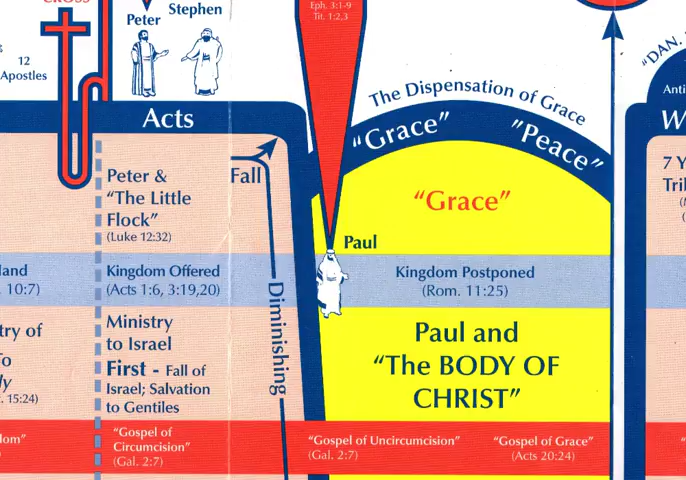 CROSS
12
Apostles
Peter
Stephen
Eph. 3:1-9
Tit. 1:2,3
The Dispensation of Grace
"Grace"
"Peace"
"DAN.
Anti
W
Acts
Peter &
"The Little
Flock"
(Luke 12:32)
Fall
"Grace"
7 Y
Tri
Paul
land
. 10:7)
Kingdom Offered
(Acts 1:6, 3:19,20)
Kingdom Postponed
(Rom. 11:25)
Diminishing
try of
To
ly
. 15:24)
Ministry
to Israel
First - Fall of
Israel; Salvation
to Gentiles
Paul and
"The BODY OF
CHRIST"
dom"
"Gospel of
Circumcision"
(Gal. 2:7)
"Gospel of Uncircumcision"
(Gal. 2:7)
"Gospel of Grace"
(Acts 20:24)